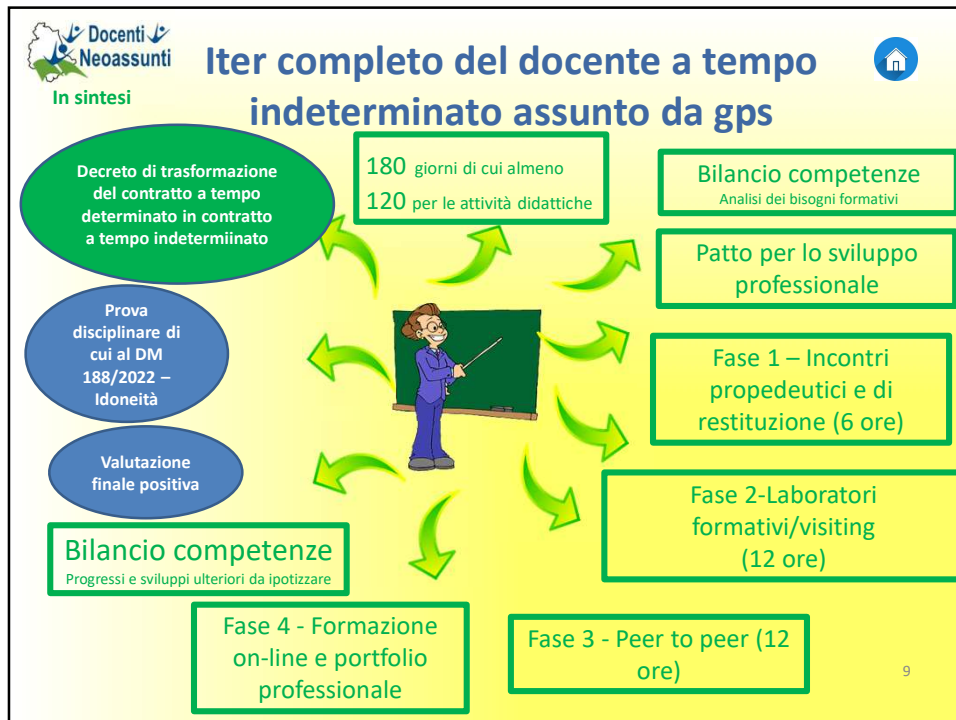 Docenti
Neoassunti
In sintesi
Iter completo del docente a tempo
indeterminato assunto da gps
180 giorni di cui almeno
120 per le attività didattiche
Bilancio competenze
Analisi dei bisogni formativi
Patto per lo sviluppo
professionale
Fase 1 – Incontri
propedeutici e di
restituzione (6 ore)
Fase 2-Laboratori
formativi/visiting
(12 ore)
Fase 3 - Peer to peer (12
ore)
Fase 4 - Formazione
on-line e portfolio
professionale
Bilancio competenze
Progressi e sviluppi ulteriori da ipotizzare
Valutazione
finale positiva
Prova
disciplinare di
cui al DM
188/2022 –
Idoneità
Decreto di trasformazione
del contratto a tempo
determinato in contratto
a tempo indetermiinato
9